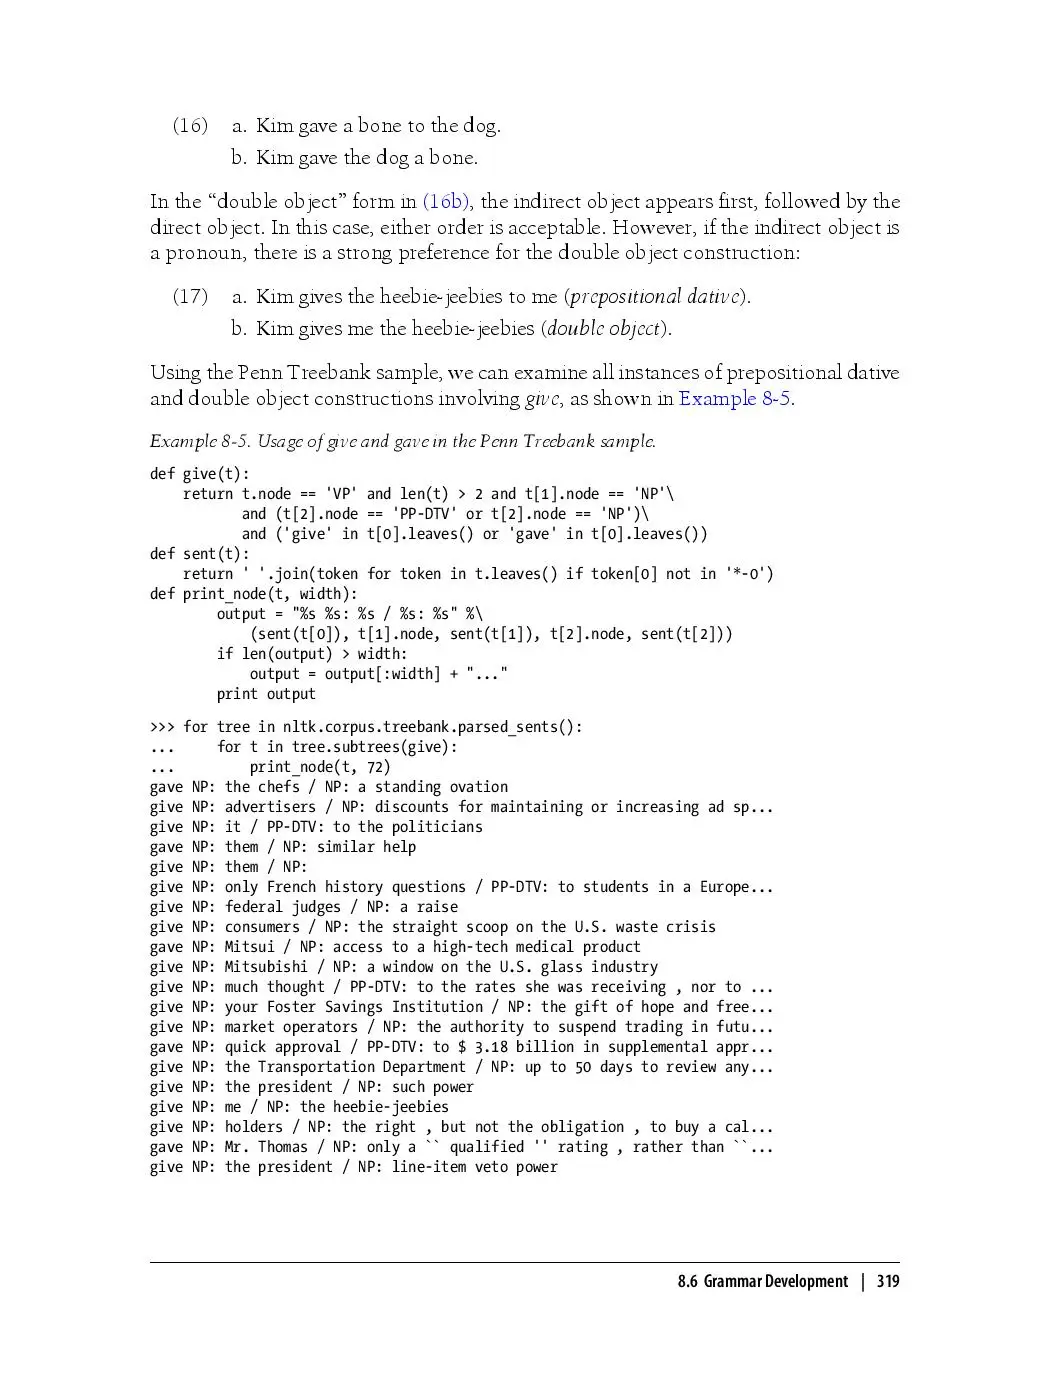 (16) a. Kim gave a bone to the dog.
b. Kim gave the dog a bone.
In the “double object” form in (16b), the indirect object appears first, followed by the
direct object. In this case, either order is acceptable. However, if the indirect object is
a pronoun, there is a strong preference for the double object construction:
(17) a. Kim gives the heebie-jeebies to me (prepositional dative).
b. Kim gives me the heebie-jeebies (double object).
Using the Penn Treebank sample, we can examine all instances of prepositional dative
and double object constructions involving give, as shown in Example 8-5.
Example 8-5. Usage of give and gave in the Penn Treebank sample.
def give(t):
    return t.node == 'VP' and len(t) > 2 and t[1].node == 'NP'\
           and (t[2].node == 'PP-DTV' or t[2].node == 'NP')\
           and ('give' in t[0].leaves() or 'gave' in t[0].leaves())
def sent(t):
    return ' '.join(token for token in t.leaves() if token[0] not in '*-0')
def print_node(t, width):
        output = "%s %s: %s / %s: %s" %\
            (sent(t[0]), t[1].node, sent(t[1]), t[2].node, sent(t[2]))
        if len(output) > width:
            output = output[:width] + "..."
        print output
>>> for tree in nltk.corpus.treebank.parsed_sents():
...     for t in tree.subtrees(give):
...         print_node(t, 72)
gave NP: the chefs / NP: a standing ovation
give NP: advertisers / NP: discounts for maintaining or increasing ad sp...
give NP: it / PP-DTV: to the politicians
gave NP: them / NP: similar help
give NP: them / NP:
give NP: only French history questions / PP-DTV: to students in a Europe...
give NP: federal judges / NP: a raise
give NP: consumers / NP: the straight scoop on the U.S. waste crisis
gave NP: Mitsui / NP: access to a high-tech medical product
give NP: Mitsubishi / NP: a window on the U.S. glass industry
give NP: much thought / PP-DTV: to the rates she was receiving , nor to ...
give NP: your Foster Savings Institution / NP: the gift of hope and free...
give NP: market operators / NP: the authority to suspend trading in futu...
gave NP: quick approval / PP-DTV: to $ 3.18 billion in supplemental appr...
give NP: the Transportation Department / NP: up to 50 days to review any...
give NP: the president / NP: such power
give NP: me / NP: the heebie-jeebies
give NP: holders / NP: the right , but not the obligation , to buy a cal...
gave NP: Mr. Thomas / NP: only a `` qualified '' rating , rather than ``...
give NP: the president / NP: line-item veto power
8.6 Grammar Development | 319